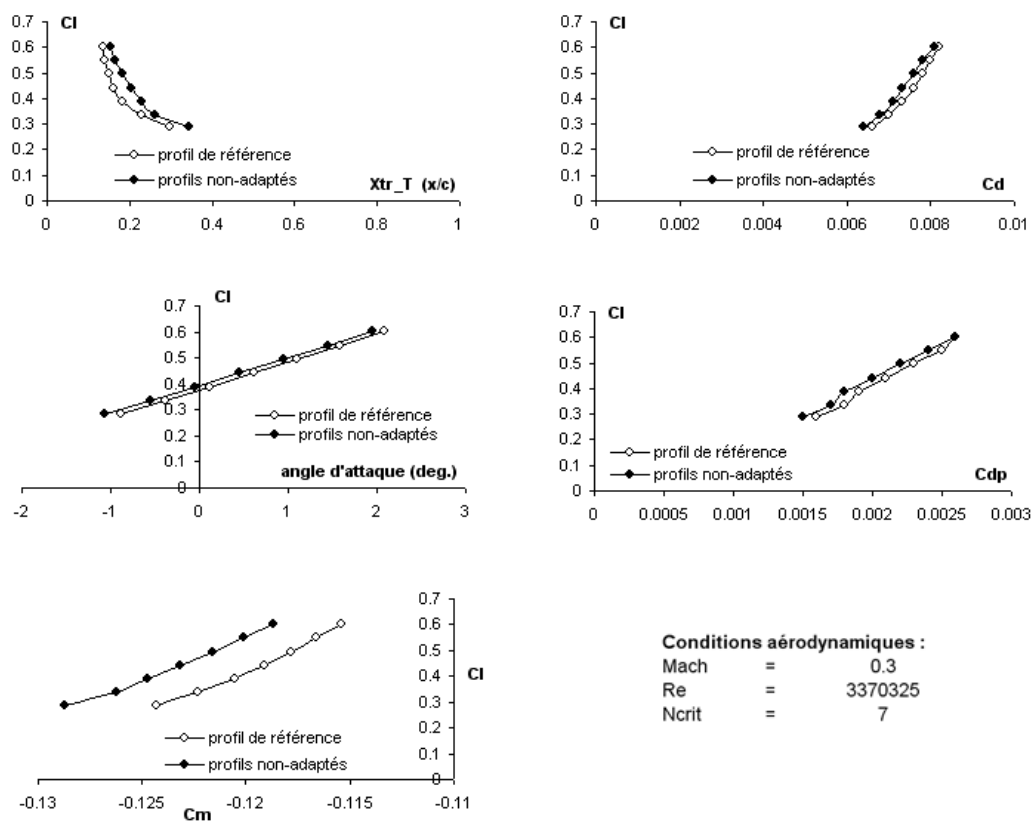 Cl
0.7
0.6
0.5
0.4
0.3
0.2
0.1
0
profil de référence
profils non-adaptés
Xtr_T (x/c)
0 0.2 0.4 0.6 0.8 1
Cl
0.7
0.6
0.5
0.4
0.3
0.2
0.1
0
profil de référence
profils non-adaptés
Cd
0 0.002 0.004 0.006 0.008 0.01
Cl
0.7
0.6
0.5
0.4
0.3
0.2
0.1
0
profil de référence
profils non-adaptés
angle d'attaque (deg.)
-2 -1 0 1 2 3
Cl
0.7
0.6
0.5
0.4
0.3
0.2
0.1
0
profil de référence
profils non-adaptés
Cdp
0 0.0005 0.001 0.0015 0.002 0.0025 0.003
0.7
0.6
0.5
0.4
0.3
0.2
0.1
0
Cl
profil de référence
profils non-adaptés
-0.13 -0.125 -0.12 -0.115 -0.11
Cm
Conditions aérodynamiques :
Mach = 0.3
Re = 3370325
Ncrit = 7